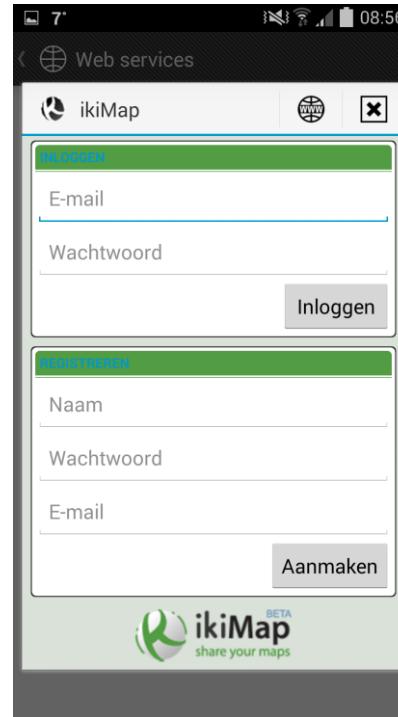 7° 08:56
Web services
ikiMap
INLOGGEN
E-mail
Wachtwoord
Inloggen
REGISTREREN
Naam
Wachtwoord
E-mail
Aanmaken
ikiMap BETA
share your maps